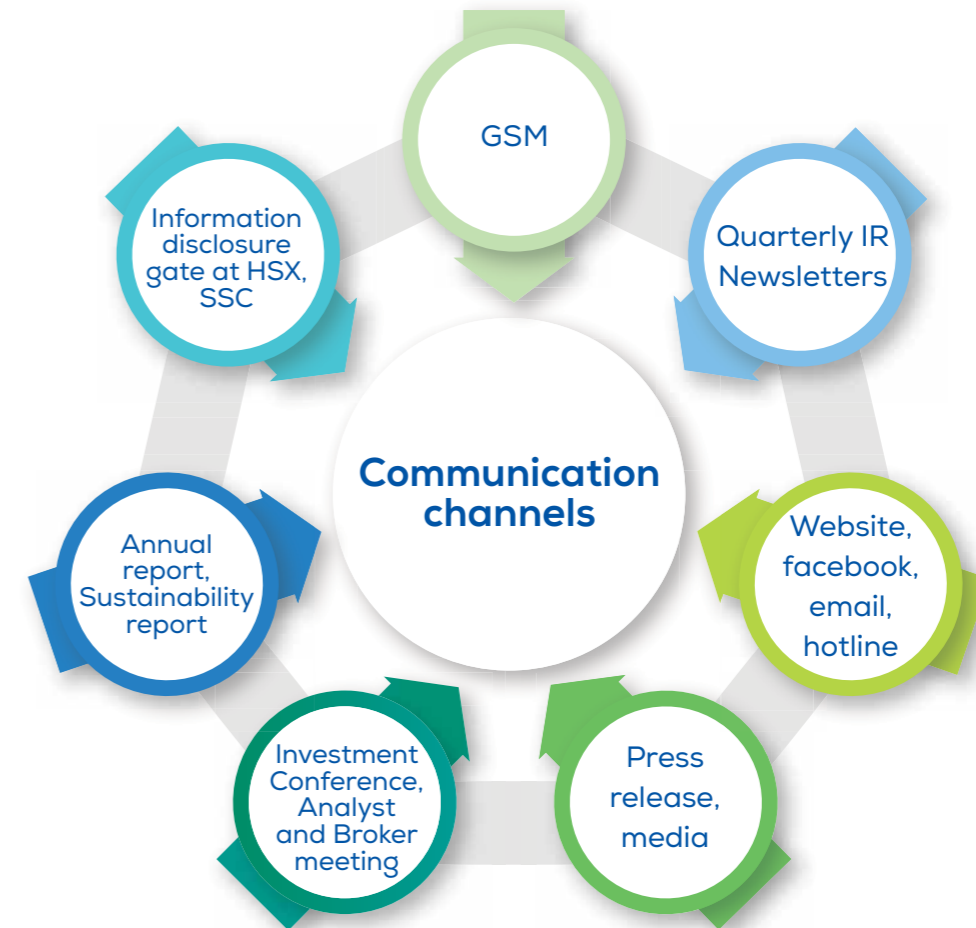 GSM
Quarterly IR
Newsletters
Website,
facebook,
email,
hotline
Press
release,
media
Investment
Conference,
Analyst
and Broker
meeting
Annual
report,
Sustainability
report
Information
disclosure
gate at HSX,
SSC
Communication
channels